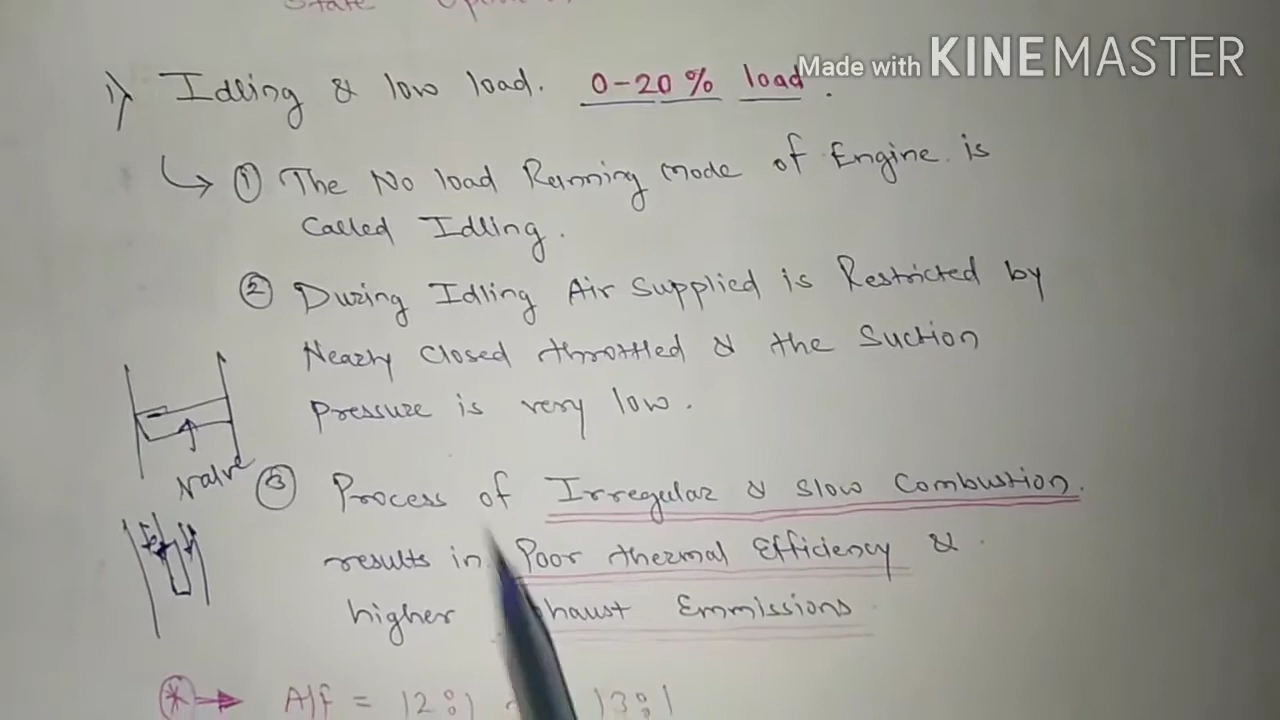 State
Made with KINEMASTER
i) Idling & low load. 0-20% load.
① The No load Running mode of Engine is
Called Idling.
② During Idling Air supplied is Restricted by
Nearly closed throttled & the Suction
Pressure is very low.
Valve
③ Process of Irregular & slow Combustion
results in Poor thermal Efficiency &
higher haust Emmissions
A/f = 12:1 13:1